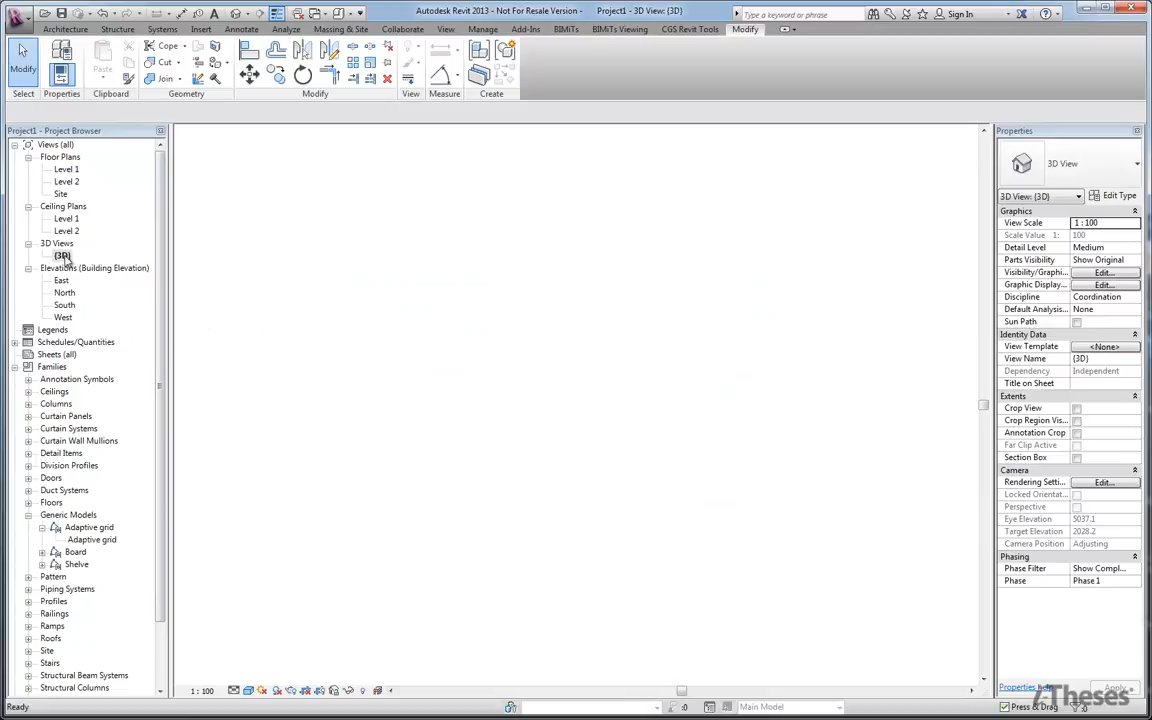 Autodesk Revit 2013 - Not For Resale Version - Project1 - 3D View: {3D}
Type a keyword or phrase
Sign In
Architecture Structure Systems Insert Annotate Analyze Massing & Site Collaborate View Manage Add-Ins BIMiTs BIMiTs Viewing CGS Revit Tools Modify
Modify
Paste
Cope
Cut
Join
Select Properties Clipboard Geometry Modify View Measure Create
Project1 - Project Browser
Views (all)
Floor Plans
Level 1
Level 2
Site
Ceiling Plans
Level 1
Level 2
3D Views
{3D}
Elevations (Building Elevation)
East
North
South
West
Legends
Schedules/Quantities
Sheets (all)
Families
Annotation Symbols
Ceilings
Columns
Curtain Panels
Curtain Systems
Curtain Wall Mullions
Detail Items
Division Profiles
Doors
Duct Systems
Floors
Generic Models
Adaptive grid
Adaptive grid
Board
Shelve
Pattern
Piping Systems
Profiles
Railings
Ramps
Roofs
Site
Stairs
Structural Beam Systems
Structural Columns
Properties
3D View
3D View: {3D} Edit Type
Graphics
View Scale 1 : 100
Scale Value 1: 100
Detail Level Medium
Parts Visibility Show Original
Visibility/Graphi... Edit...
Graphic Display... Edit...
Discipline Coordination
Default Analysis... None
Sun Path
Identity Data
View Template <None>
View Name {3D}
Dependency Independent
Title on Sheet
Extents
Crop View
Crop Region Vis...
Annotation Crop
Far Clip Active
Section Box
Camera
Rendering Setti... Edit...
Locked Orientat...
Perspective
Eye Elevation 5037.1
Target Elevation 2028.2
Camera Position Adjusting
Phasing
Phase Filter Show Comple...
Phase Phase 1
Properties help
Apply
1 : 100
Ready
:0
Main Model
Press & Drag
:0
i-Theses®